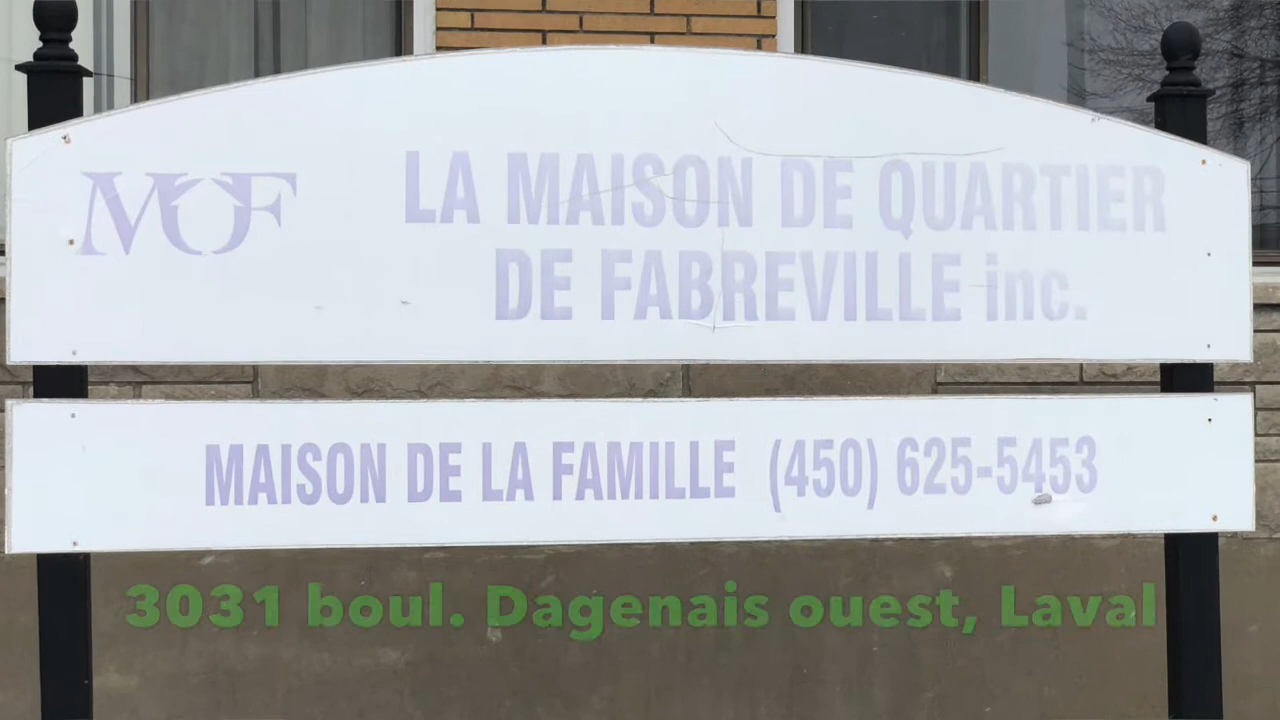 MQF
LA MAISON DE QUARTIER
DE FABREVILLE inc.
MAISON DE LA FAMILLE (450) 625-5453
3031 boul. Dagenais ouest, Laval